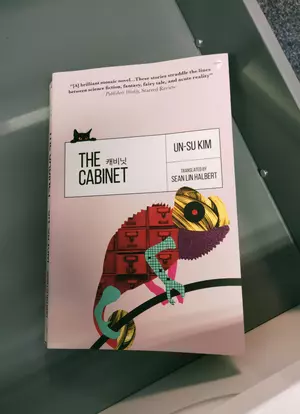 "[A] brilliant mosaic novel...These stories straddle the lines
between science fiction, fantasy, fairy tale, and acute reality"
Publishers Weekly, Starred Review
THE 캐비닛
CABINET
UN-SU KIM
TRANSLATED BY
SEAN LIN HALBERT